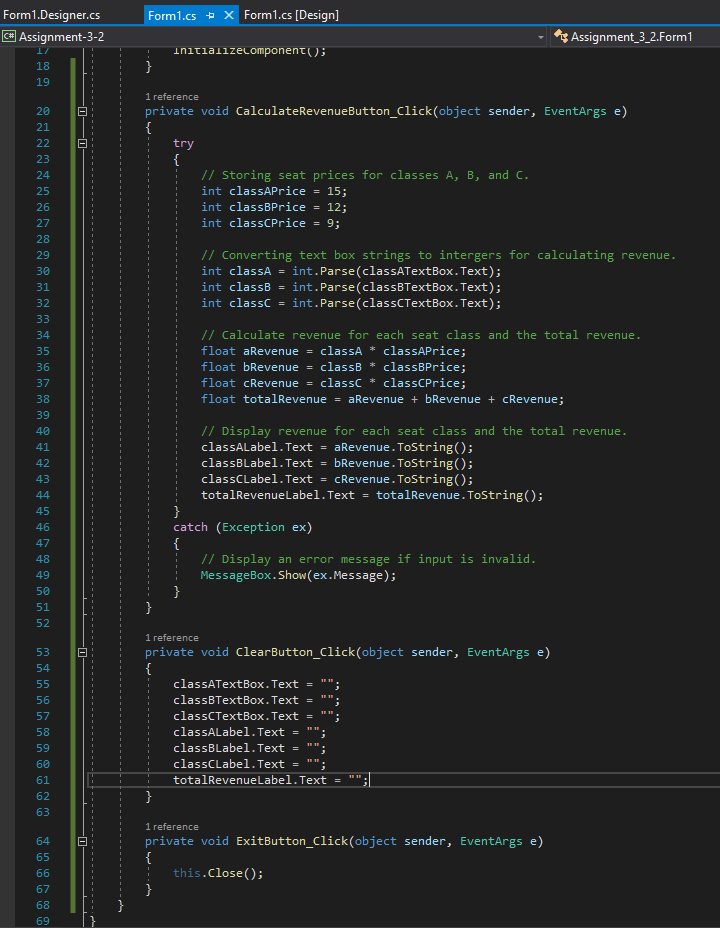 Form1.Designer.cs Form1.cs Form1.cs [Design]
C# Assignment-3-2 Assignment_3_2.Form1
17 InitializeComponent();
18 }
19
1 reference
20 private void CalculateRevenueButton_Click(object sender, EventArgs e)
21 {
22 try
23 {
24 // Storing seat prices for classes A, B, and C.
25 int classAPrice = 15;
26 int classBPrice = 12;
27 int classCPrice = 9;
28
29 // Converting text box strings to intergers for calculating revenue.
30 int classA = int.Parse(classATextBox.Text);
31 int classB = int.Parse(classBTextBox.Text);
32 int classC = int.Parse(classCTextBox.Text);
33
34 // Calculate revenue for each seat class and the total revenue.
35 float aRevenue = classA * classAPrice;
36 float bRevenue = classB * classBPrice;
37 float cRevenue = classC * classCPrice;
38 float totalRevenue = aRevenue + bRevenue + cRevenue;
39
40 // Display revenue for each seat class and the total revenue.
41 classALabel.Text = aRevenue.ToString();
42 classBLabel.Text = bRevenue.ToString();
43 classCLabel.Text = cRevenue.ToString();
44 totalRevenueLabel.Text = totalRevenue.ToString();
45 }
46 catch (Exception ex)
47 {
48 // Display an error message if input is invalid.
49 MessageBox.Show(ex.Message);
50 }
51 }
52
1 reference
53 private void ClearButton_Click(object sender, EventArgs e)
54 {
55 classATextBox.Text = "";
56 classBTextBox.Text = "";
57 classCTextBox.Text = "";
58 classALabel.Text = "";
59 classBLabel.Text = "";
60 classCLabel.Text = "";
61 totalRevenueLabel.Text = "";
62 }
63
1 reference
64 private void ExitButton_Click(object sender, EventArgs e)
65 {
66 this.Close();
67 }
68 }
69 }